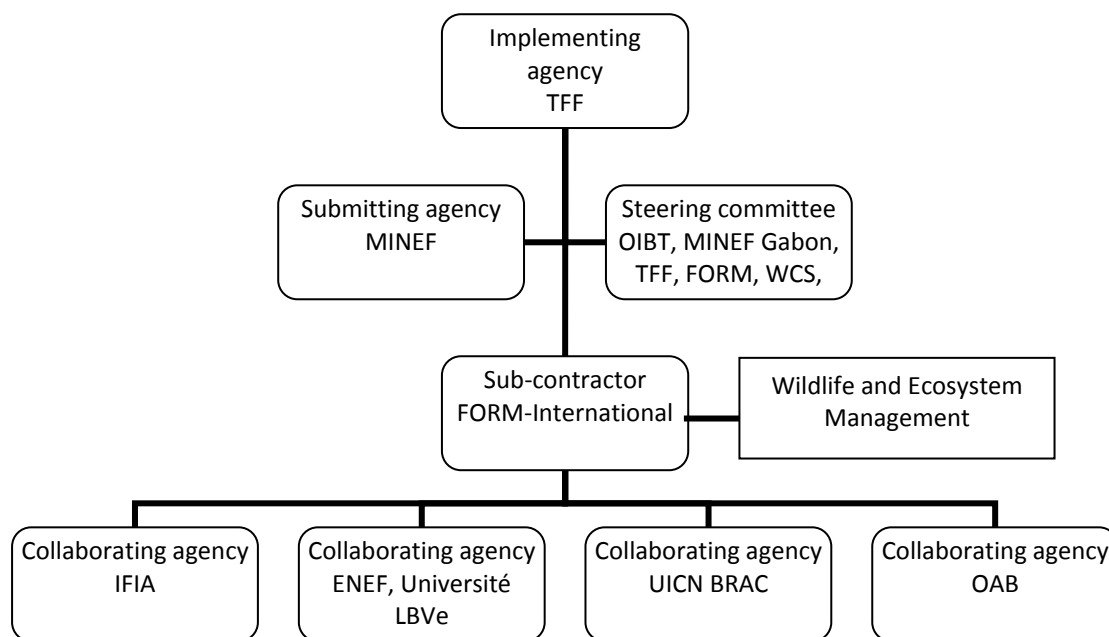 Implementing
agency
TFF
Submitting agency
MINEF
Steering committee
OIBT, MINEF Gabon,
TFF, FORM, WCS,
Sub-contractor
FORM-International
Wildlife and Ecosystem
Management
Collaborating agency
IFIA
Collaborating agency
ENEF, Université
LBVe
Collaborating agency
UICN BRAC
Collaborating agency
OAB